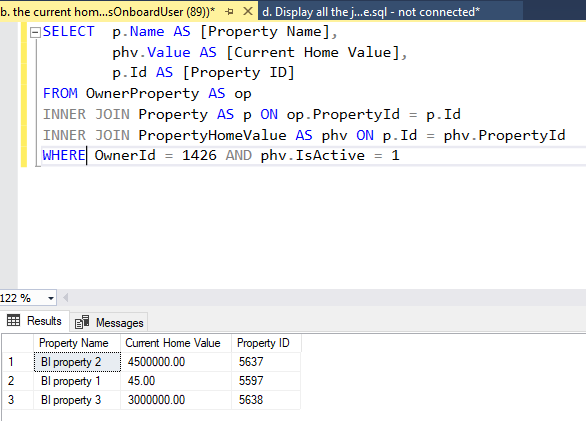 b. the current hom...sOnboardUser (89))* d. Display all the j...e.sql - not connected*
SELECT p.Name AS [Property Name],
phv.Value AS [Current Home Value],
p.Id AS [Property ID]
FROM OwnerProperty AS op
INNER JOIN Property AS p ON op.PropertyId = p.Id
INNER JOIN PropertyHomeValue AS phv ON p.Id = phv.PropertyId
WHERE OwnerId = 1426 AND phv.IsActive = 1
122 %
Results Messages
Property Name Current Home Value Property ID
1 BI property 2 4500000.00 5637
2 BI property 1 45.00 5597
3 BI property 3 3000000.00 5638